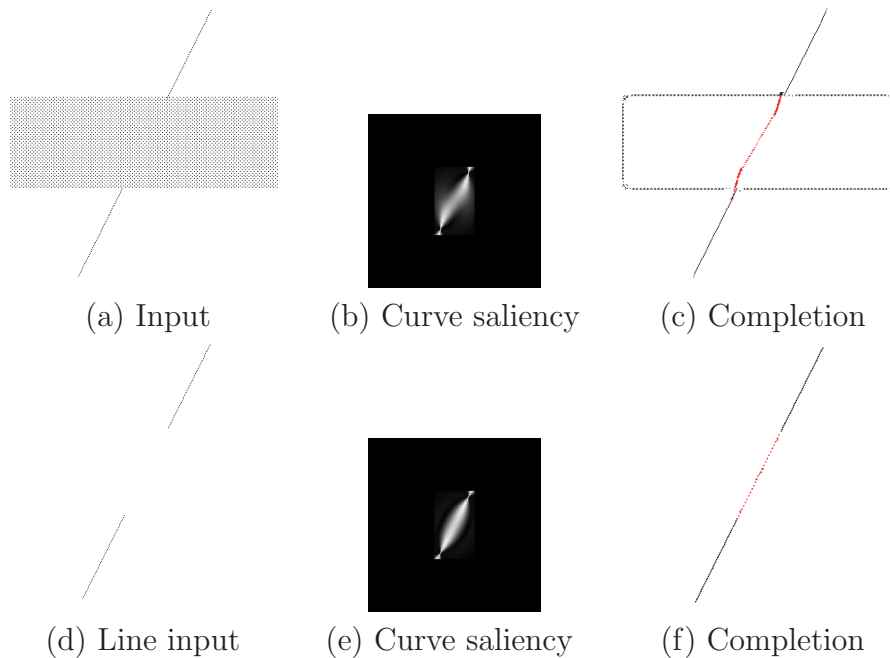 (a) Input (b) Curve saliency (c) Completion
(d) Line input (e) Curve saliency (f) Completion